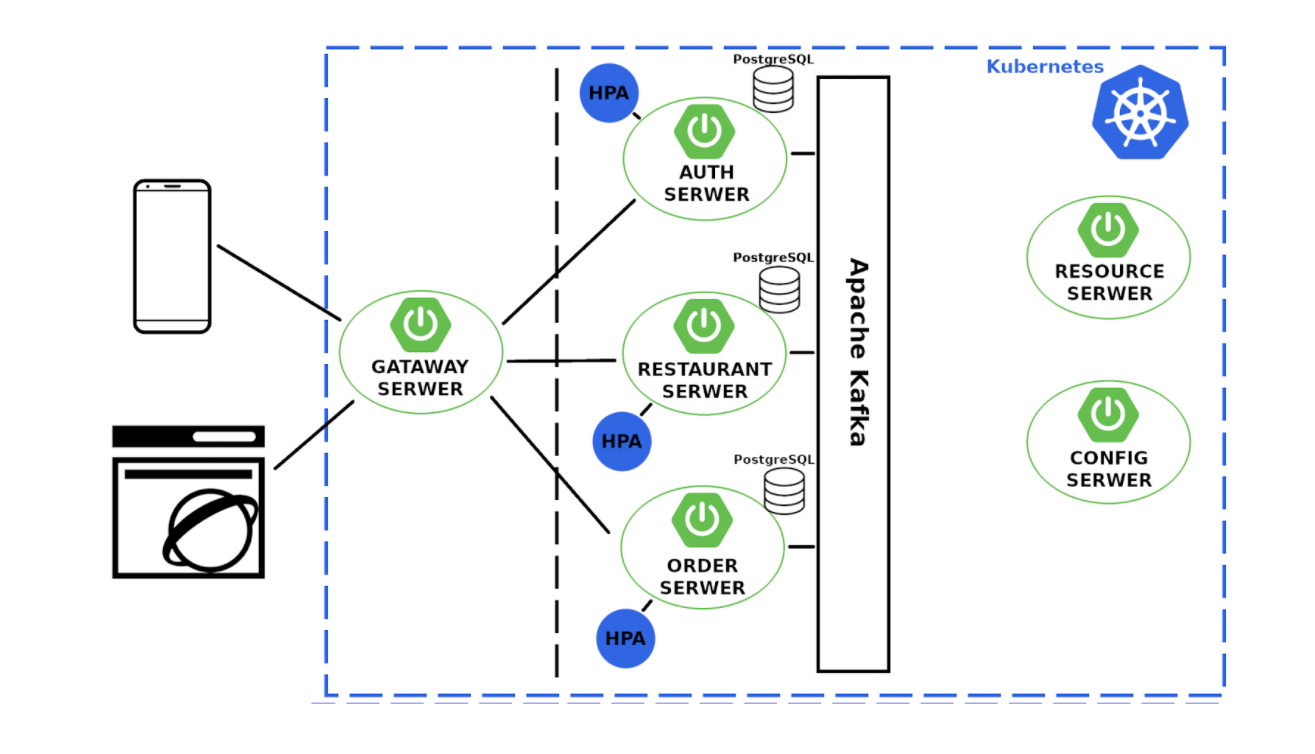 Kubernetes
PostgreSQL
HPA
AUTH
SERWER
PostgreSQL
RESOURCE
SERWER
Apache Kafka
GATAWAY
SERWER
RESTAURANT
SERWER
HPA
PostgreSQL
CONFIG
SERWER
ORDER
SERWER
HPA